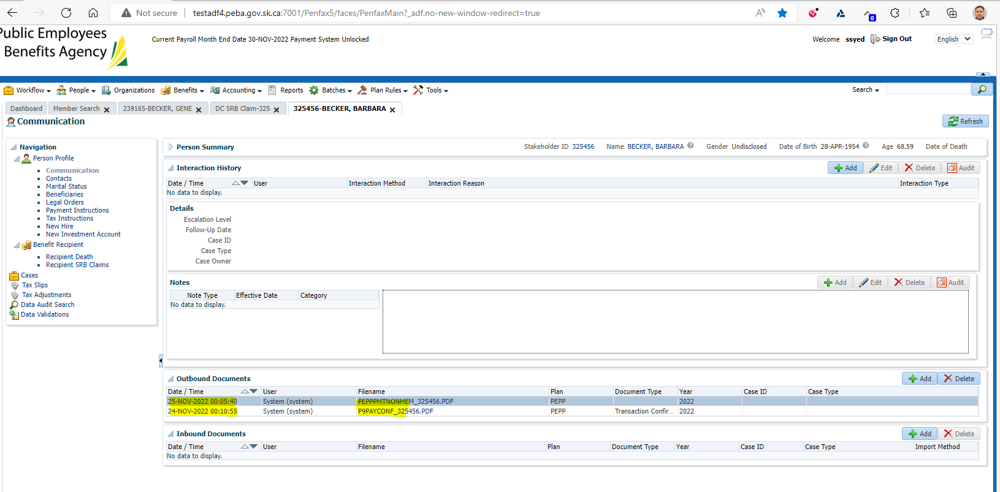 Not secure testadf4.peba.gov.sk.ca:7001/Penfax5/faces/PenfaxMain?_adf.no-new-window-redirect=true
0
Public Employees
Benefits Agency
Current Payroll Month End Date 30-NOV-2022 Payment System Unlocked
Welcome ssyed Sign Out English
Workflow People Organizations Benefits Accounting Reports Batches Plan Rules Tools Search
Dashboard Member Search 239165-BECKER, GENE DC SRB Claim-325 325456-BECKER, BARBARA
Communication Refresh
Navigation
Person Profile
Communication
Contacts
Marital Status
Beneficiaries
Legal Orders
Payment Instructions
Tax Instructions
New Hire
New Investment Account
Benefit Recipient
Recipient Death
Recipient SRB Claims
Cases
Tax Slips
Tax Adjustments
Data Audit Search
Data Validations
Person Summary Stakeholder ID 325456 Name BECKER, BARBARA Gender Undisclosed Date of Birth 28-APR-1954 Age 68.59 Date of Death
Interaction History Add Edit Delete Audit
Date / Time User Interaction Method Interaction Reason Interaction Type
No data to display.
Details
Escalation Level
Follow-Up Date
Case ID
Case Type
Case Owner
Notes Add Edit Delete Audit
Note Type Effective Date Category
No data to display.
Outbound Documents Add Delete
Date / Time User Filename Plan Document Type Year Case ID Case Type
25-NOV-2022 00:05:40 System (system) PEPPPMTNONMEM_325456.PDF PEPP 2022
24-NOV-2022 00:10:55 System (system) P9PAYCONF_325456.PDF PEPP Transaction Confir... 2022
Inbound Documents Add Delete
Date / Time User Filename Plan Document Type Year Case ID Case Type Import Method
No data to display.